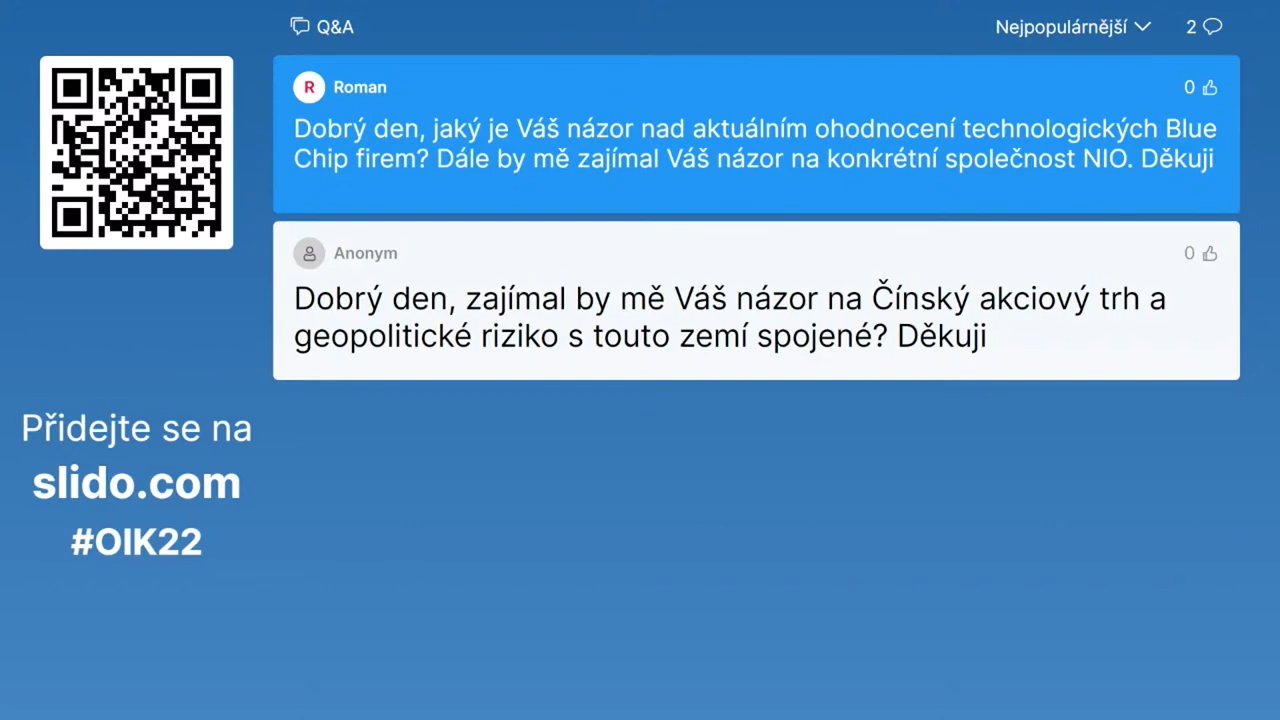 Q&A
Nejpopulárnější
2
R
Roman
0
Dobrý den, jaký je Váš názor nad aktuálním ohodnocení technologických Blue
Chip firem? Dále by mě zajímal Váš názor na konkrétní společnost NIO. Děkuji
Anonym
0
Dobrý den, zajímal by mě Váš názor na Čínský akciový trh a
geopolitické riziko s touto zemí spojené? Děkuji
Přidejte se na
slido.com
#OIK22